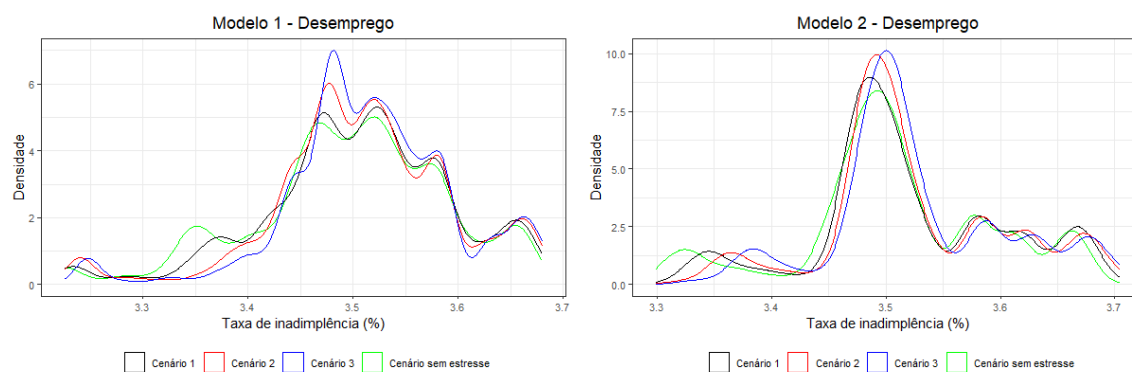 Modelo 1 - Desemprego
Densidade
6
4
2
0
3.3
3.4
3.5
3.6
3.7
Taxa de inadimplência (%)
Cenário 1
Cenário 2
Cenário 3
Cenário sem estresse
Modelo 2 - Desemprego
Densidade
10.0
7.5
5.0
2.5
0.0
3.3
3.4
3.5
3.6
3.7
Taxa de inadimplência (%)
Cenário 1
Cenário 2
Cenário 3
Cenário sem estresse